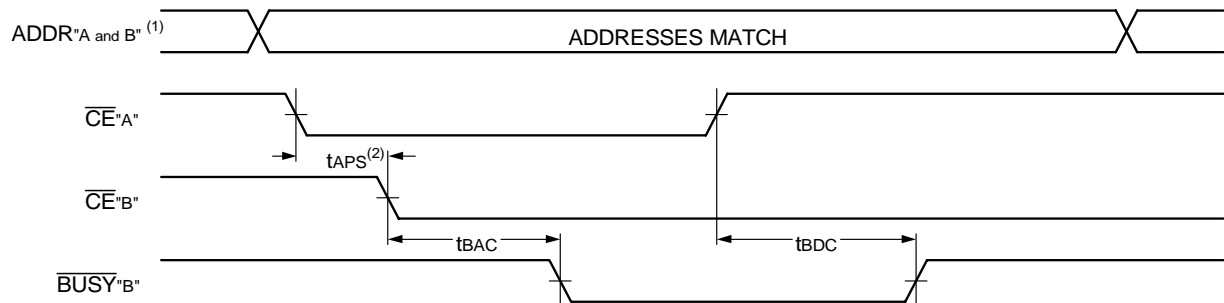 ADDR"A and B" (1)
ADDRESSES MATCH
CE"A"
tAPS(2)
CE"B"
tBAC
tBDC
BUSY"B"